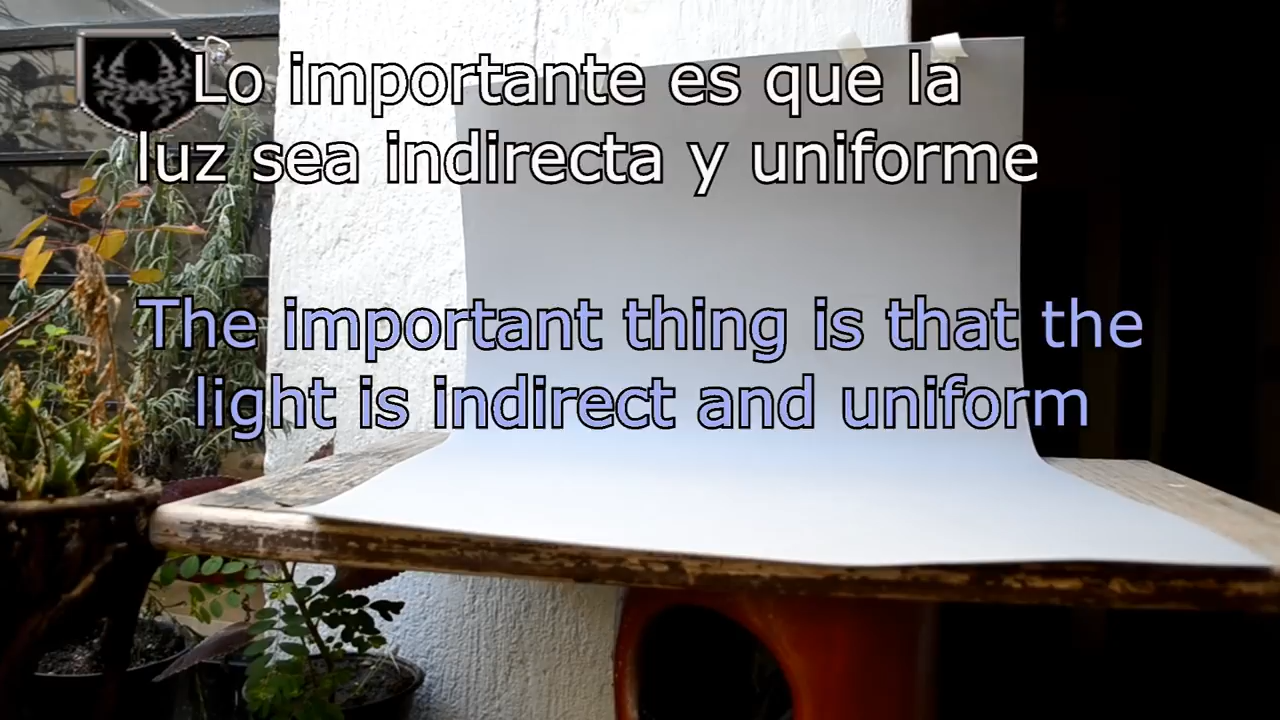 Lo importante es que la
luz sea indirecta y uniforme
The important thing is that the
light is indirect and uniform